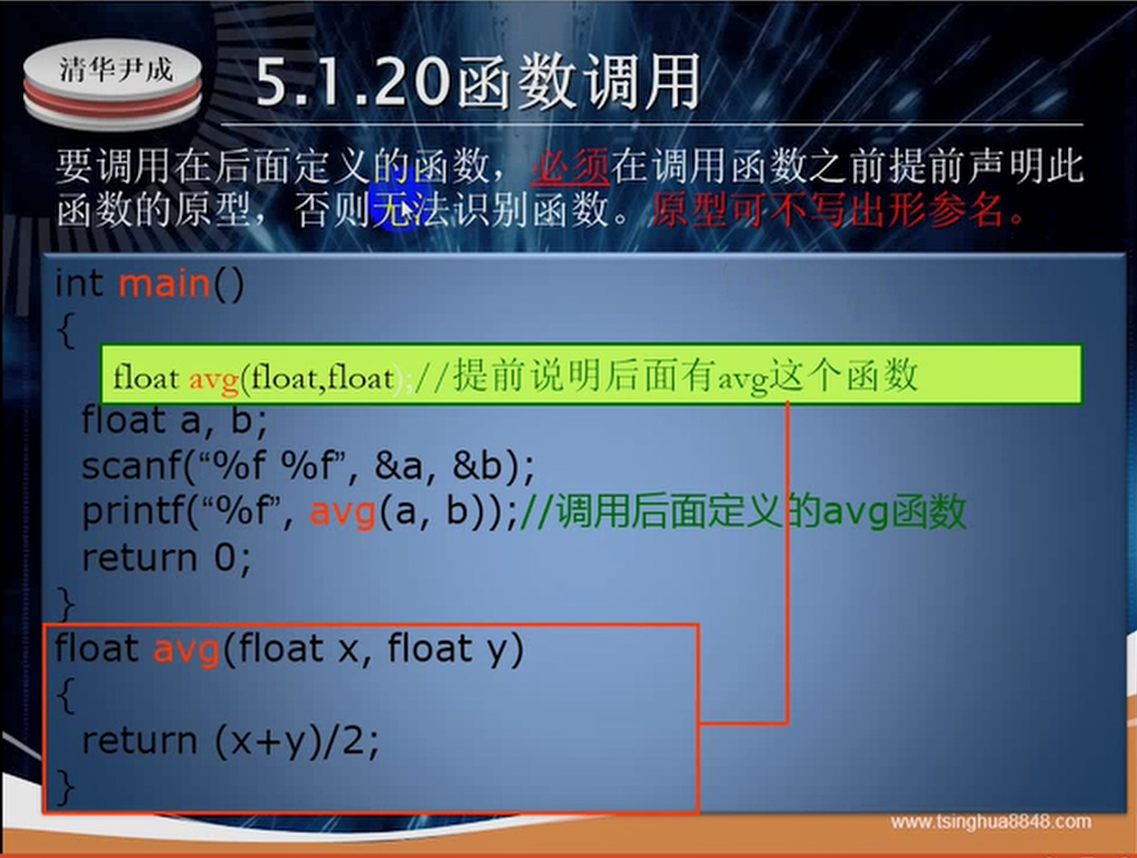 清华尹成
5.1.20函数调用
要调用在后面定义的函数，必须在调用函数之前提前声明此
函数的原型，否则无法识别函数。原型可不写出形参名。
int main()
{
float avg(float,float);//提前说明后面有avg这个函数
float a, b;
scanf(“%f %f”, &a, &b);
printf(“%f”, avg(a, b));//调用后面定义的avg函数
return 0;
}
float avg(float x, float y)
{
return (x+y)/2;
}
www.tsinghua8848.com